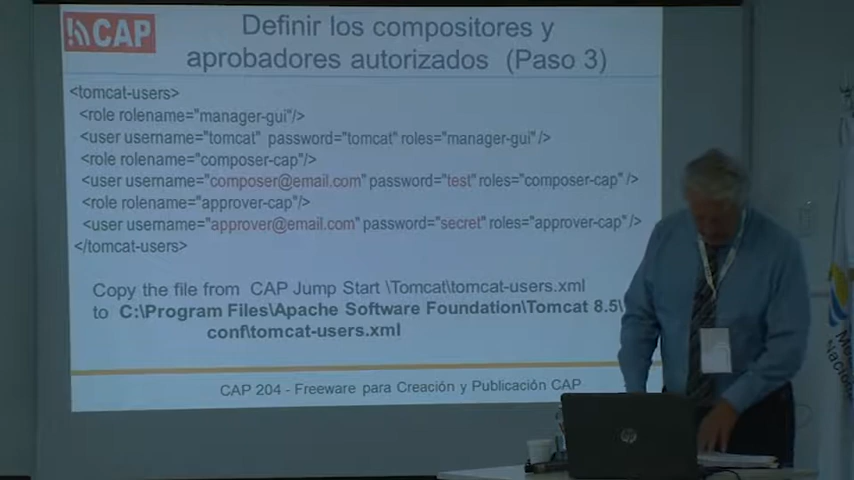 CAP
Definir los compositores y
aprobadores autorizados (Paso 3)
<tomcat-users>
<role rolename="manager-gui"/>
<user username="tomcat" password="tomcat" roles="manager-gui"/>
<role rolename="composer-cap"/>
<user username="composer@email.com" password="test" roles="composer-cap"/>
<role rolename="approver-cap"/>
<user username="approver@email.com" password="secret" roles="approver-cap"/>
</tomcat-users>
Copy the file from CAP Jump Start \Tomcat\tomcat-users.xml
to C:\Program Files\Apache Software Foundation\Tomcat 8.5\
conf\tomcat-users.xml
CAP 204 - Freeware para Creación y Publicación de CAP